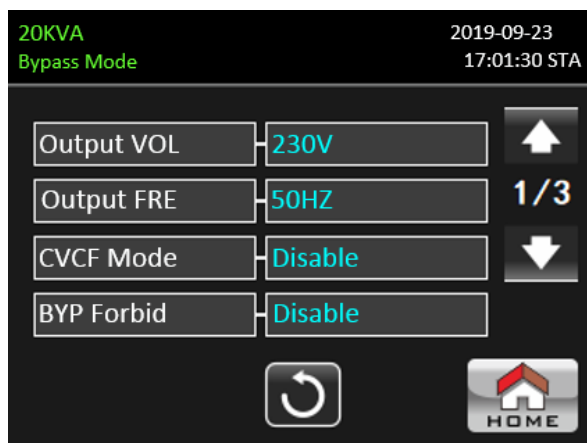 20KVA
2019-09-23
Bypass Mode
17:01:30 STA
Output VOL
230V
Output FRE
50HZ
1/3
CVCF Mode
Disable
BYP Forbid
Disable
HOME